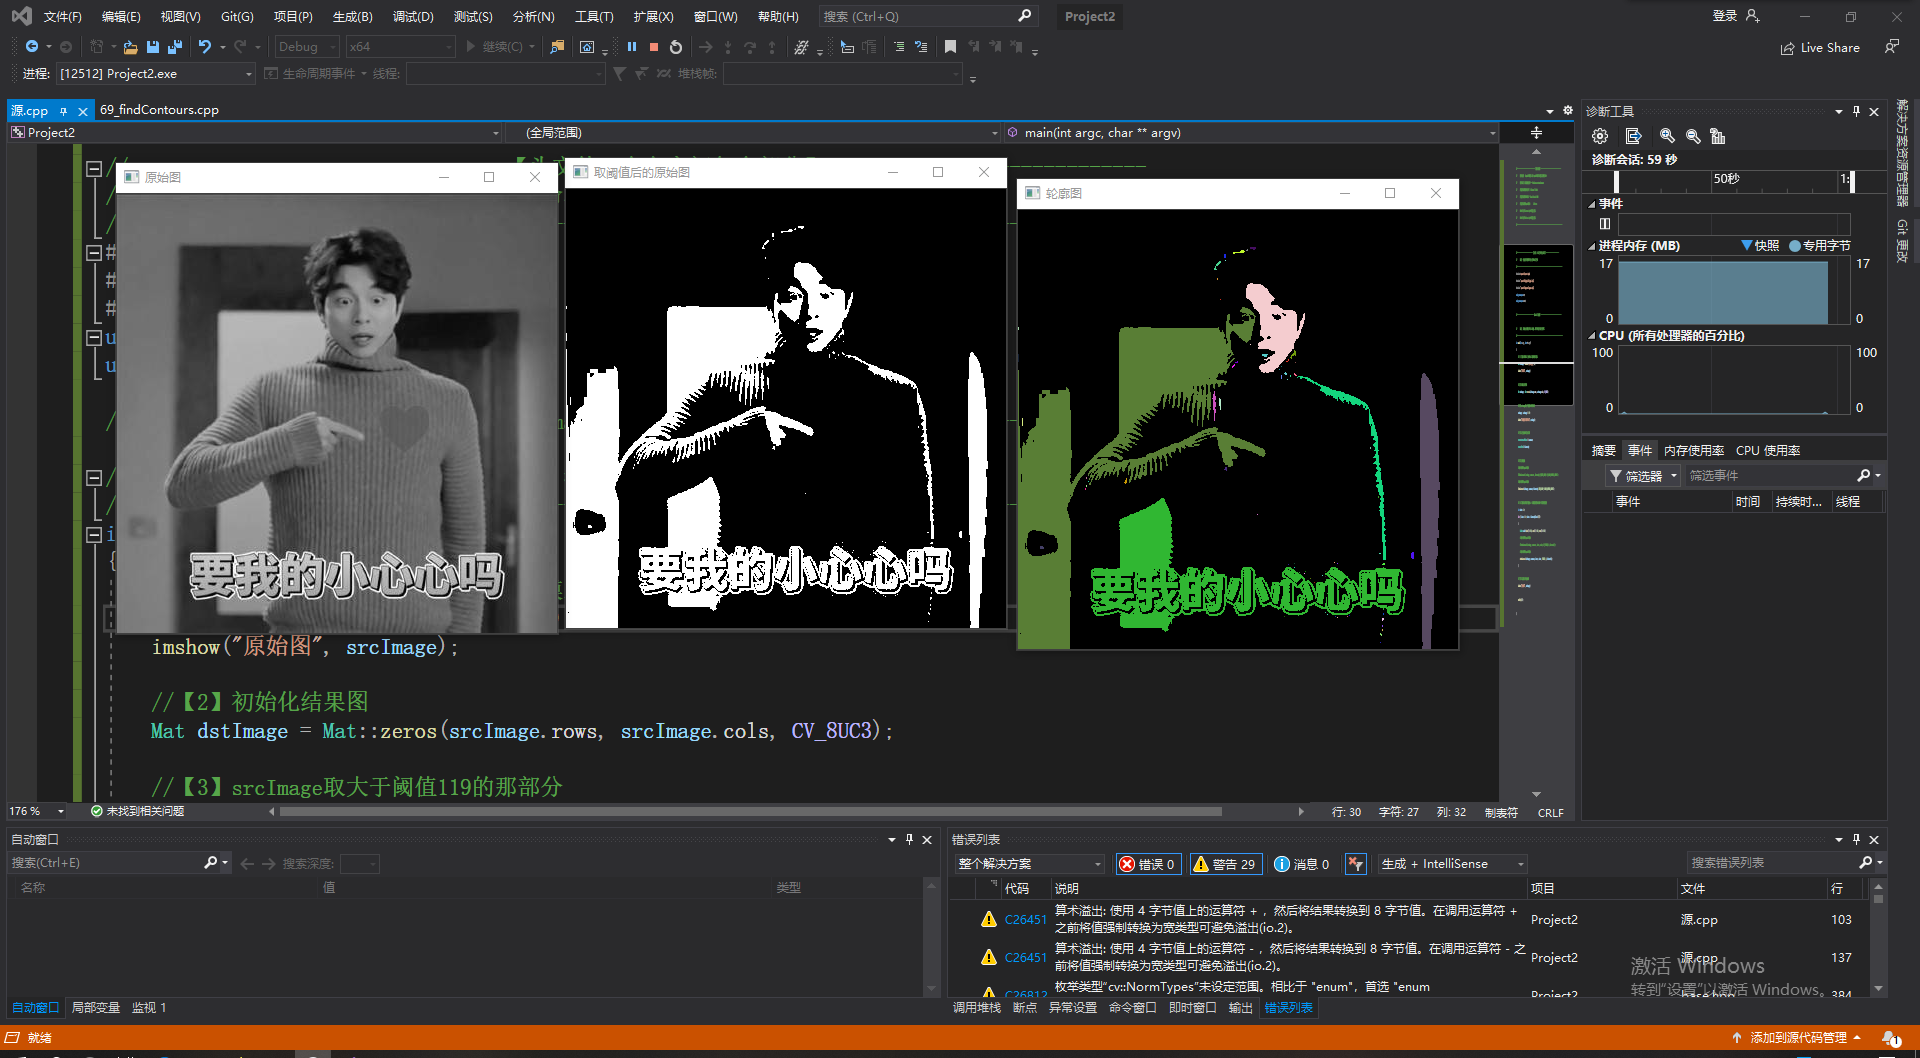 文件(F) 编辑(E) 视图(V) Git(G) 项目(P) 生成(B) 调试(D) 测试(S) 分析(N) 工具(T) 扩展(X) 窗口(W) 帮助(H) 搜索 (Ctrl+Q) Project2 登录
Debug x64 继续(C) Live Share
进程: [12512] Project2.exe 生命周期事件 线程: 堆栈帧:
源.cpp 69_findContours.cpp
Project2 (全局范围) main(int argc, char ** argv)
原始图
取阈值后的原始图
轮廓图
要我的小心心吗
要我的小心心吗
要我的小心心吗
imshow("原始图", srcImage);
//【2】初始化结果图
Mat dstImage = Mat::zeros(srcImage.rows, srcImage.cols, CV_8UC3);
//【3】srcImage取大于阈值119的那部分
176 % 未找到相关问题 行: 30 字符: 27 列: 32 制表符 CRLF
诊断工具
诊断会话: 59 秒
50秒 1:
事件
进程内存 (MB) 快照 专用字节
17 17
0 0
CPU (所有处理器的百分比)
100 100
0 0
摘要 事件 内存使用率 CPU 使用率
筛选器 筛选事件
事件 时间 持续时... 线程
解决方案资源管理器
Git 更改
自动窗口
搜索(Ctrl+E) 搜索深度:
名称 值 类型
自动窗口 局部变量 监视 1
错误列表
整个解决方案 错误 0 警告 29 消息 0 生成 + IntelliSense 搜索错误列表
代码 说明 项目 文件 行
C26451 算术溢出: 使用 4 字节值上的运算符 + ，然后将结果转换到 8 字节值。在调用运算符 + 之前将值强制转换为宽类型可避免溢出(io.2)。 Project2 源.cpp 103
C26451 算术溢出: 使用 4 字节值上的运算符 - ，然后将结果转换到 8 字节值。在调用运算符 - 之前将值强制转换为宽类型可避免溢出(io.2)。 Project2 源.cpp 137
C26812 枚举类型"cv::NormTypes"未设定范围。相比于 "enum"，首选 "enum Project2 base.hpp 384
激活 Windows
转到"设置"以激活 Windows。
调用堆栈 断点 异常设置 命令窗口 即时窗口 输出 错误列表
就绪 添加到源代码管理 1